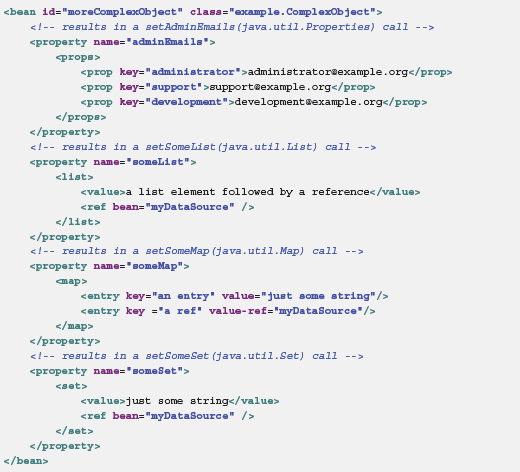 <bean id="moreComplexObject" class="example.ComplexObject">
    <!-- results in a setAdminEmails(java.util.Properties) call -->
    <property name="adminEmails">
        <props>
            <prop key="administrator">administrator@example.org</prop>
            <prop key="support">support@example.org</prop>
            <prop key="development">development@example.org</prop>
        </props>
    </property>
    <!-- results in a setSomeList(java.util.List) call -->
    <property name="someList">
        <list>
            <value>a list element followed by a reference</value>
            <ref bean="myDataSource" />
        </list>
    </property>
    <!-- results in a setSomeMap(java.util.Map) call -->
    <property name="someMap">
        <map>
            <entry key="an entry" value="just some string"/>
            <entry key ="a ref" value-ref="myDataSource"/>
        </map>
    </property>
    <!-- results in a setSomeSet(java.util.Set) call -->
    <property name="someSet">
        <set>
            <value>just some string</value>
            <ref bean="myDataSource" />
        </set>
    </property>
</bean>